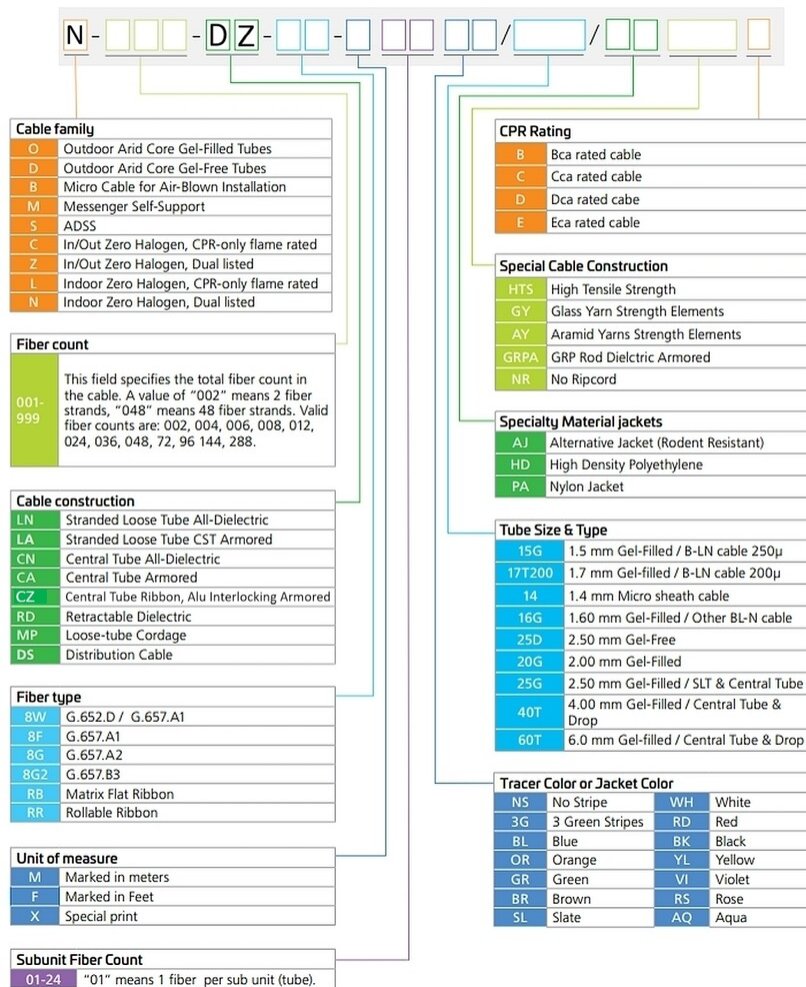 N - - DZ - - / /
Cable family
O Outdoor Arid Core Gel-Filled Tubes
D Outdoor Arid Core Gel-Free Tubes
B Micro Cable for Air-Blown Installation
M Messenger Self-Support
S ADSS
C In/Out Zero Halogen, CPR-only flame rated
Z In/Out Zero Halogen, Dual listed
L Indoor Zero Halogen, CPR-only flame rated
N Indoor Zero Halogen, Dual listed
Fiber count
001-
999
This field specifies the total fiber count in
the cable. A value of "002" means 2 fiber
strands, "048" means 48 fiber strands. Valid
fiber counts are: 002, 004, 006, 008, 012,
024, 036, 048, 72, 96 144, 288.
Cable construction
LN Stranded Loose Tube All-Dielectric
LA Stranded Loose Tube CST Armored
CN Central Tube All-Dielectric
CA Central Tube Armored
CZ Central Tube Ribbon, Alu Interlocking Armored
RD Retractable Dielectric
MP Loose-tube Cordage
DS Distribution Cable
Fiber type
8W G.652.D / G.657.A1
8F G.657.A1
8G G.657.A2
8G2 G.657.B3
RB Matrix Flat Ribbon
RR Rollable Ribbon
Unit of measure
M Marked in meters
F Marked in Feet
X Special print
Subunit Fiber Count
01-24 "01" means 1 fiber per sub unit (tube).
CPR Rating
B Bca rated cable
C Cca rated cable
D Dca rated cabe
E Eca rated cable
Special Cable Construction
HTS High Tensile Strength
GY Glass Yarn Strength Elements
AY Aramid Yarns Strength Elements
GRPA GRP Rod Dielctric Armored
NR No Ripcord
Specialty Material jackets
AJ Alternative Jacket (Rodent Resistant)
HD High Density Polyethylene
PA Nylon Jacket
Tube Size & Type
15G 1.5 mm Gel-Filled / B-LN cable 250µ
17T200 1.7 mm Gel-filled / B-LN cable 200µ
14 1.4 mm Micro sheath cable
16G 1.60 mm Gel-Filled / Other BL-N cable
25D 2.50 mm Gel-Free
20G 2.00 mm Gel-Filled
25G 2.50 mm Gel-Filled / SLT & Central Tube
40T 4.00 mm Gel-Filled / Central Tube &
Drop
60T 6.0 mm Gel-filled / Central Tube & Drop
Tracer Color or Jacket Color
NS No Stripe WH White
3G 3 Green Stripes RD Red
BL Blue BK Black
OR Orange YL Yellow
GR Green VI Violet
BR Brown RS Rose
SL Slate AQ Aqua